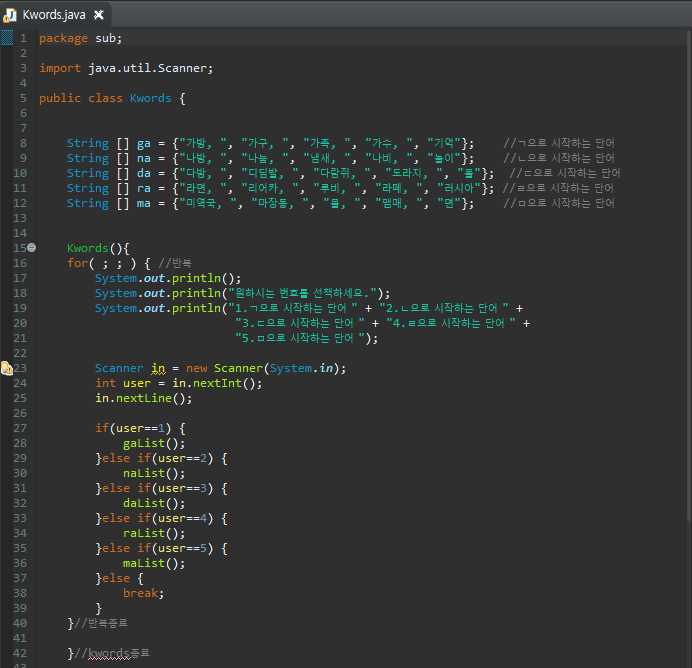 Kwords.java
1 package sub;
2
3 import java.util.Scanner;
4
5 public class Kwords {
6
7
8 String [] ga = {"가방, ", "가구, ", "가족, ", "가수, ", "기역"}; //ㄱ으로 시작하는 단어
9 String [] na = {"나방, ", "나눔, ", "냄새, ", "나비, ", "놀이"}; //ㄴ으로 시작하는 단어
10 String [] da = {"다방, ", "디딤발, ", "다람쥐, ", "도라지, ", "돌"}; //ㄷ으로 시작하는 단어
11 String [] ra = {"라면, ", "리어카, ", "루비, ", "라떼, ", "러시아"}; //ㄹ으로 시작하는 단어
12 String [] ma = {"미역국, ", "마장동, ", "물, ", "맴매, ", "면"}; //ㅁ으로 시작하는 단어
13
14
15 Kwords(){
16 for( ; ; ) { //반복
17 System.out.println();
18 System.out.println("원하시는 번호를 선택하세요.");
19 System.out.println("1.ㄱ으로 시작하는 단어 " + "2.ㄴ으로 시작하는 단어 " +
20 "3.ㄷ으로 시작하는 단어 " + "4.ㄹ으로 시작하는 단어 " +
21 "5.ㅁ으로 시작하는 단어 ");
22
23 Scanner in = new Scanner(System.in);
24 int user = in.nextInt();
25 in.nextLine();
26
27 if(user==1) {
28 gaList();
29 }else if(user==2) {
30 naList();
31 }else if(user==3) {
32 daList();
33 }else if(user==4) {
34 raList();
35 }else if(user==5) {
36 maList();
37 }else {
38 break;
39 }
40 }//반복종료
41
42 }//kwords종료
43